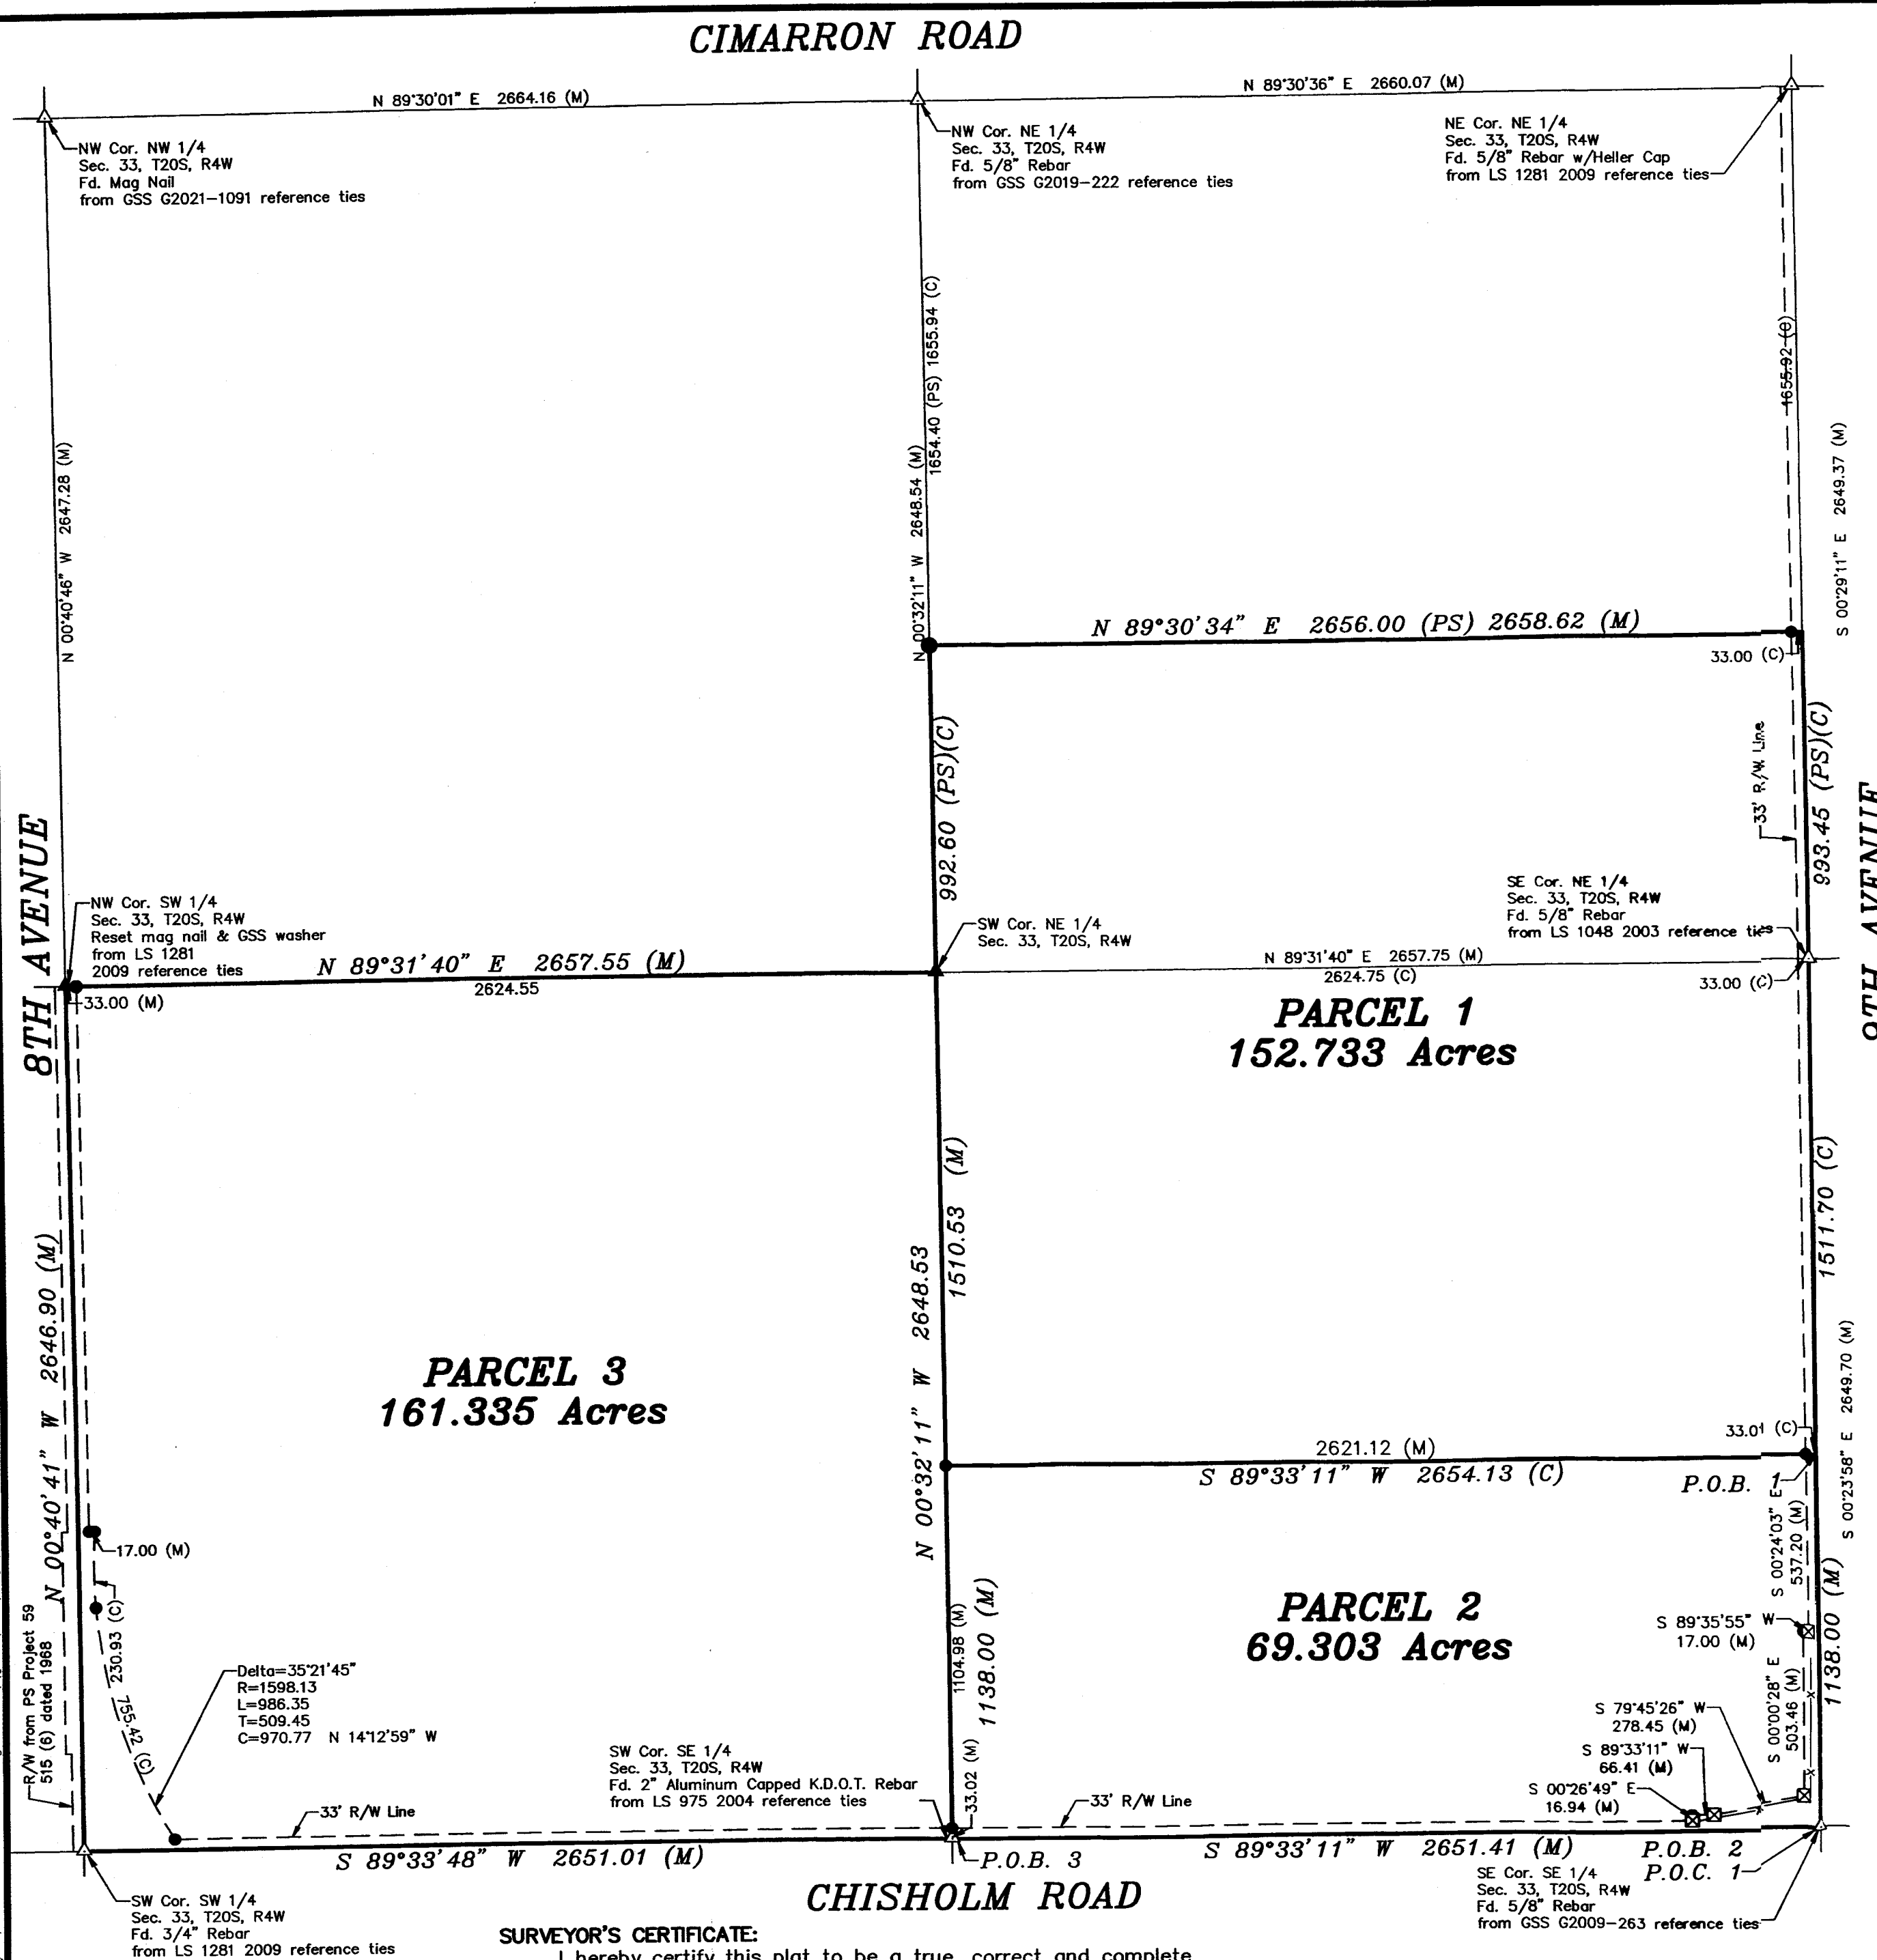 CIMARRON ROAD
N 89°30'01" E 2664.16 (M)
N 89°30'36" E 2660.07 (M)
NW Cor. NW 1/4
Sec. 33, T20S, R4W
Fd. Mag Nail
from GSS G2021-1091 reference ties
NW Cor. NE 1/4
Sec. 33, T20S, R4W
Fd. 5/8" Rebar
from GSS G2019-222 reference ties
NE Cor. NE 1/4
Sec. 33, T20S, R4W
Fd. 5/8" Rebar w/Heller Cap
from LS 1281 2009 reference ties
N 00°40'46" W 2647.28 (M)
N 00°32'11" W 2648.54 (M)
1654.40 (PS) 1655.94 (C)
1655.92 (C)
S 00°29'11" E 2649.37 (M)
N 89°30'34" E 2656.00 (PS) 2658.62 (M)
33.00 (C)
992.60 (PS)(C)
33' R/W Line
993.45 (PS)(C)
8TH AVENUE
9TH AVENUE
NW Cor. SW 1/4
Sec. 33, T20S, R4W
Reset mag nail & GSS washer
from LS 1281
2009 reference ties
N 89°31'40" E 2657.55 (M)
2624.55
33.00 (M)
SW Cor. NE 1/4
Sec. 33, T20S, R4W
SE Cor. NE 1/4
Sec. 33, T20S, R4W
Fd. 5/8" Rebar
from LS 1048 2003 reference ties
N 89°31'40" E 2657.75 (M)
2624.75 (C)
33.00 (C)
PARCEL 1
152.733 Acres
N 00°40'41" W 2646.90 (M)
N 00°32'11" W 2648.53
1510.53 (M)
1511.70 (C)
S 00°23'58" E 2649.70 (M)
PARCEL 3
161.335 Acres
2621.12 (M)
S 89°33'11" W 2654.13 (C)
33.01 (C)
P.O.B. 1
S 00°24'03" E
537.20 (M)
17.00 (M)
230.93 (C)
755.42 (C)
R/W from PS Project 59
515 (6) dated 1968
Delta=35°21'45"
R=1598.13
L=986.35
T=509.45
C=970.77 N 14°12'59" W
1104.98 (M)
1138.00 (M)
33.02 (M)
PARCEL 2
69.303 Acres
S 89°35'55" W
17.00 (M)
1138.00 (M)
S 00°00'28" E
503.46 (M)
S 79°45'26" W
278.45 (M)
S 89°33'11" W
66.41 (M)
S 00°26'49" E
16.94 (M)
SW Cor. SE 1/4
Sec. 33, T20S, R4W
Fd. 2" Aluminum Capped K.D.O.T. Rebar
from LS 975 2004 reference ties
33' R/W Line
33' R/W Line
S 89°33'48" W 2651.01 (M)
P.O.B. 3
S 89°33'11" W 2651.41 (M)
P.O.B. 2
P.O.C. 1
CHISHOLM ROAD
SW Cor. SW 1/4
Sec. 33, T20S, R4W
Fd. 3/4" Rebar
from LS 1281 2009 reference ties
SE Cor. SE 1/4
Sec. 33, T20S, R4W
Fd. 5/8" Rebar
from GSS G2009-263 reference ties
SURVEYOR'S CERTIFICATE:
I hereby certify this plat to be a true, correct and complete